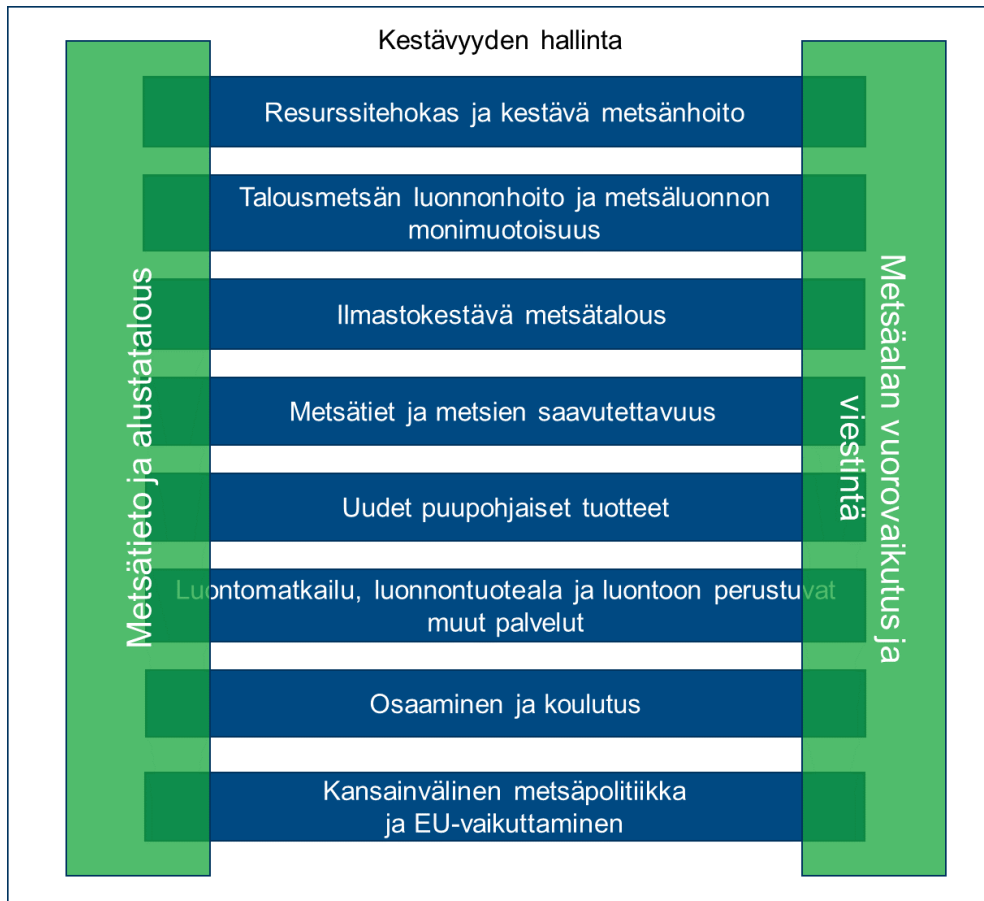 Kestävyyden hallinta
Resurssitehokas ja kestävä metsänhoito
Talousmetsän luonnonhoito ja metsäluonnon
monimuotoisuus
Ilmastokestävä metsätalous
Metsätiet ja metsien saavutettavuus
Uudet puupohjaiset tuotteet
Luontomatkailu, luonnontuoteala ja luontoon perustuvat
muut palvelut
Osaaminen ja koulutus
Kansainvälinen metsäpolitiikka
ja EU-vaikuttaminen
Metsätieto ja alustatalous
Metsäalan vuorovaikutus ja
viestintä